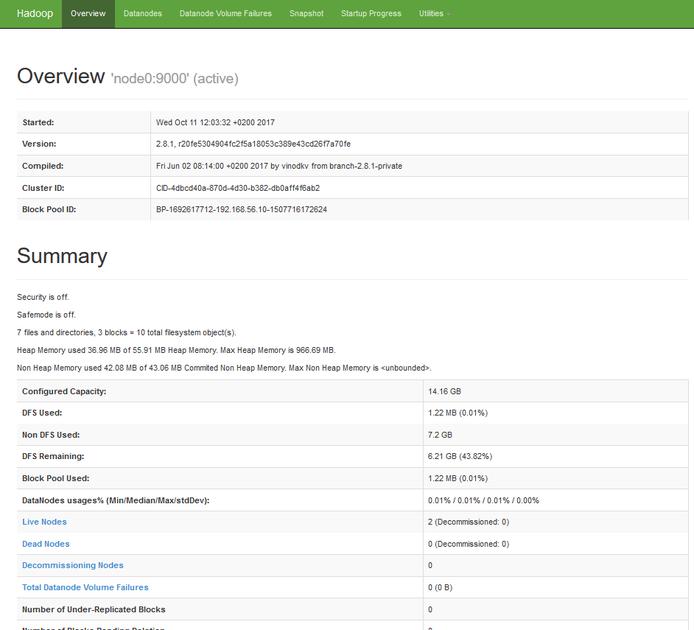 Hadoop Overview Datanodes Datanode Volume Failures Snapshot Startup Progress Utilities
Overview 'node0:9000' (active)
Started: Wed Oct 11 12:03:32 +0200 2017
Version: 2.8.1, r20fe5304904fc2f5a18053c389e43cd26f7a70fe
Compiled: Fri Jun 02 08:14:00 +0200 2017 by vinodkv from branch-2.8.1-private
Cluster ID: CID-4dbcd40a-870d-4d30-b382-db0aff4f6ab2
Block Pool ID: BP-1692617712-192.168.56.10-1507716172624
Summary
Security is off.
Safemode is off.
7 files and directories, 3 blocks = 10 total filesystem object(s).
Heap Memory used 36.96 MB of 55.91 MB Heap Memory. Max Heap Memory is 966.69 MB.
Non Heap Memory used 42.08 MB of 43.06 MB Commited Non Heap Memory. Max Non Heap Memory is <unbounded>.
Configured Capacity: 14.16 GB
DFS Used: 1.22 MB (0.01%)
Non DFS Used: 7.2 GB
DFS Remaining: 6.21 GB (43.82%)
Block Pool Used: 1.22 MB (0.01%)
DataNodes usages% (Min/Median/Max/stdDev): 0.01% / 0.01% / 0.01% / 0.00%
Live Nodes 2 (Decommissioned: 0)
Dead Nodes 0 (Decommissioned: 0)
Decommissioning Nodes 0
Total Datanode Volume Failures 0 (0 B)
Number of Under-Replicated Blocks 0
Number of Blocks Pending Deletion 0